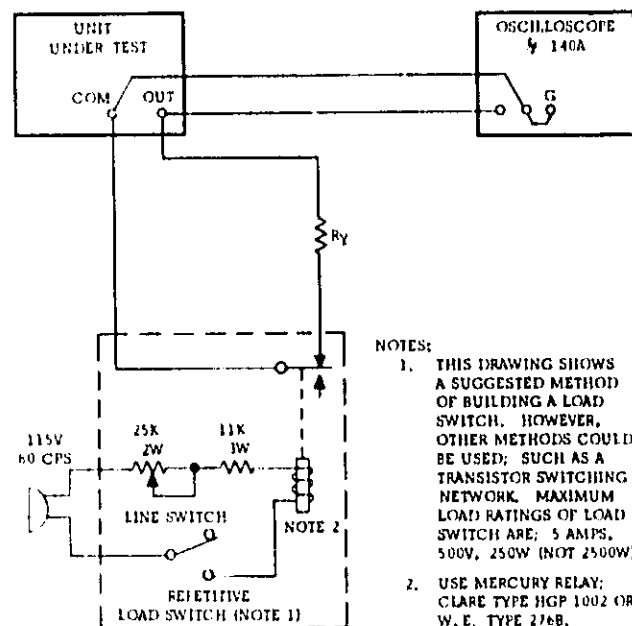 UNIT
UNDER TEST
OSCILLOSCOPE
140A
COM
OUT
G
RY
NOTES:
1. THIS DRAWING SHOWS
A SUGGESTED METHOD
OF BUILDING A LOAD
SWITCH. HOWEVER,
OTHER METHODS COULD
BE USED; SUCH AS A
TRANSISTOR SWITCHING
NETWORK. MAXIMUM
LOAD RATINGS OF LOAD
SWITCH ARE; 5 AMPS,
500V, 250W (NOT 2500W)
2. USE MERCURY RELAY;
CLARE TYPE HGP 1002 OR
W.E. TYPE 276B.
115V
60 CPS
25K
2W
11K
3W
LINE SWITCH
NOTE 2
REPETITIVE
LOAD SWITCH (NOTE 1)